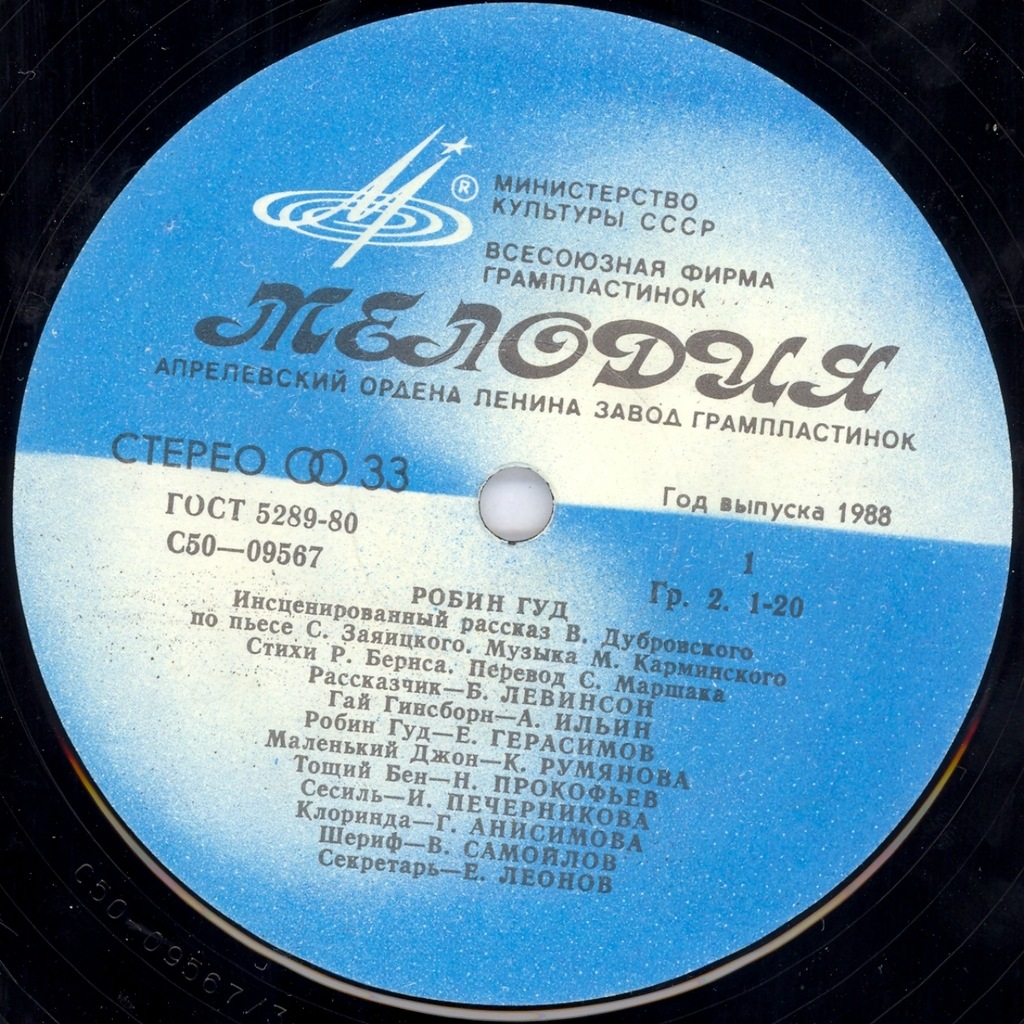 ®
МИНИСТЕРСТВО
КУЛЬТУРЫ СССР
ВСЕСОЮЗНАЯ ФИРМА
ГРАМПЛАСТИНОК
МЕЛОДИЯ
АПРЕЛЕВСКИЙ ОРДЕНА ЛЕНИНА ЗАВОД ГРАМПЛАСТИНОК
СТЕРЕО 33
ГОСТ 5289-80
С50—09567
Год выпуска 1988
1
Гр. 2. 1-20
РОБИН ГУД
Инсценированный рассказ В. Дубровского
по пьесе С. Заяицкого. Музыка М. Карминского
Стихи Р. Бернса. Перевод С. Маршака
Рассказчик—Б. ЛЕВИНСОН
Гай Гинсборн—А. ИЛЬИН
Робин Гуд—Е. ГЕРАСИМОВ
Маленький Джон—К. РУМЯНОВА
Тощий Бен—Н. ПРОКОФЬЕВ
Сесиль—И. ПЕЧЕРНИКОВА
Клоринда—Г. АНИСИМОВА
Шериф—В. САМОЙЛОВ
Секретарь—Е. ЛЕОНОВ